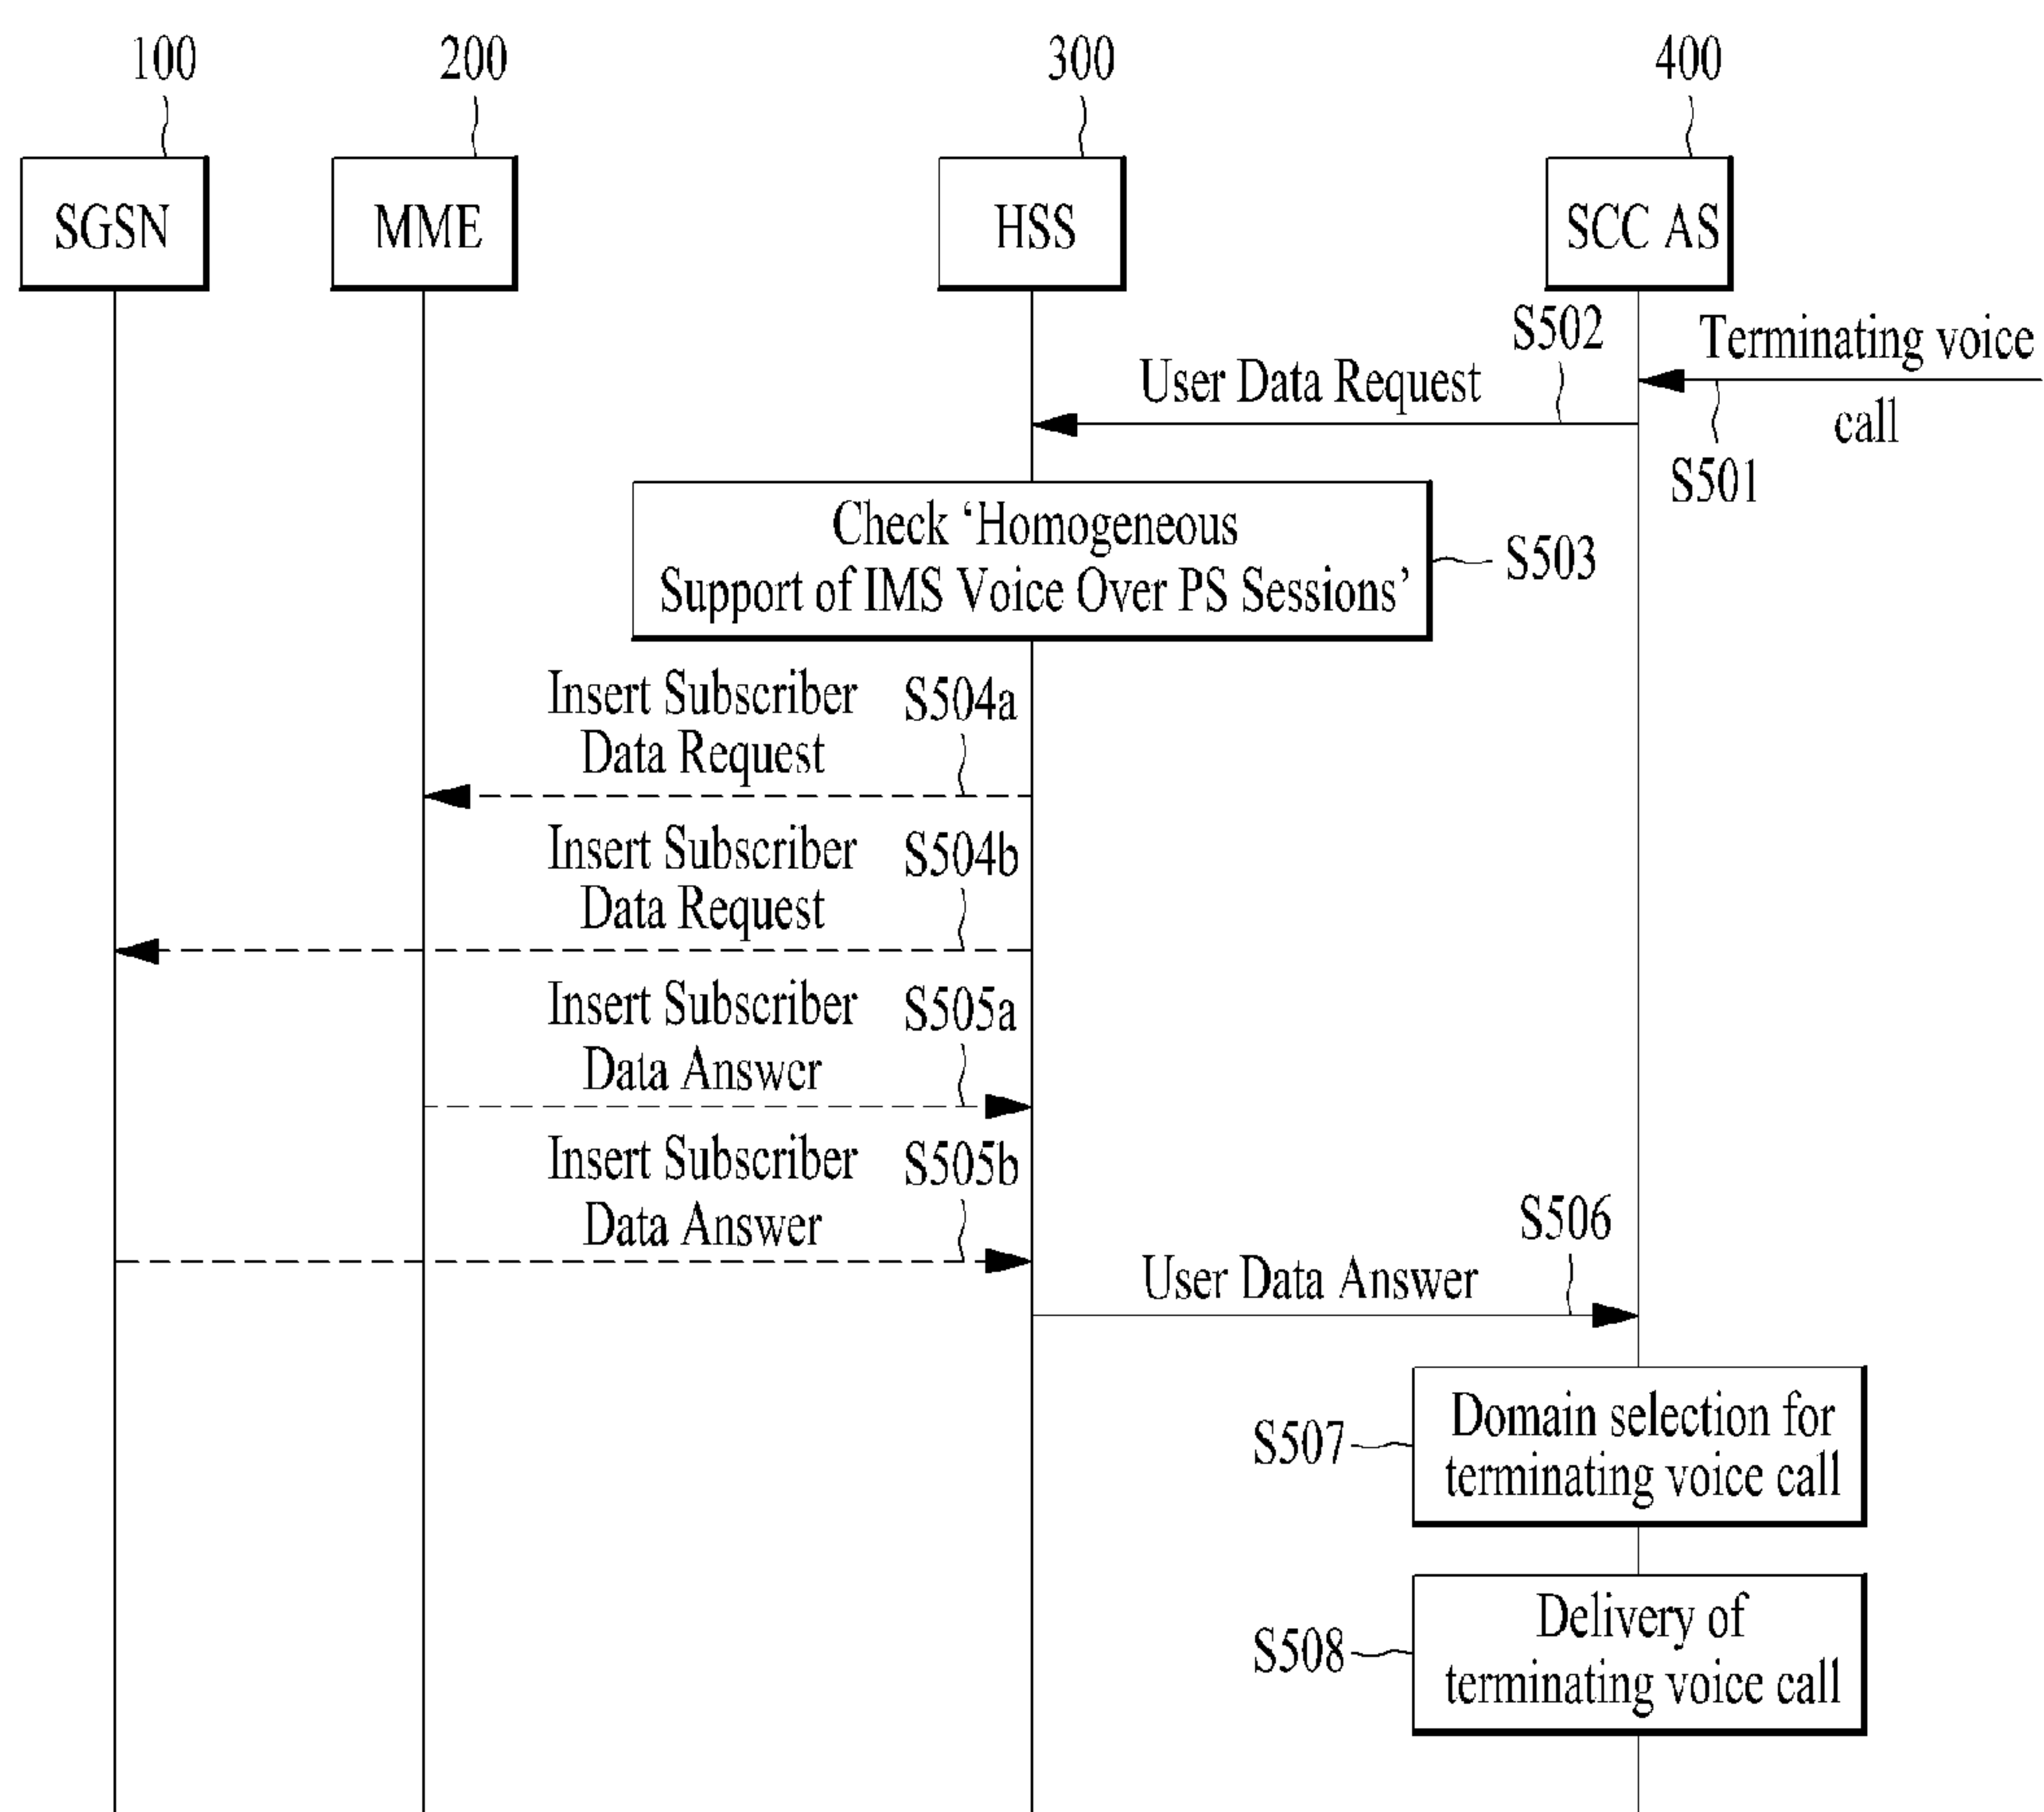 100
200
300
400
SGSN
MME
HSS
SCC AS
S502
Terminating voice
call
S501
User Data Request
Check ‘Homogeneous
Support of IMS Voice Over PS Sessions’
S503
Insert Subscriber
Data Request
S504a
Insert Subscriber
Data Request
S504b
Insert Subscriber
Data Answer
S505a
Insert Subscriber
Data Answer
S505b
S506
User Data Answer
S507
Domain selection for
terminating voice call
S508
Delivery of
terminating voice call